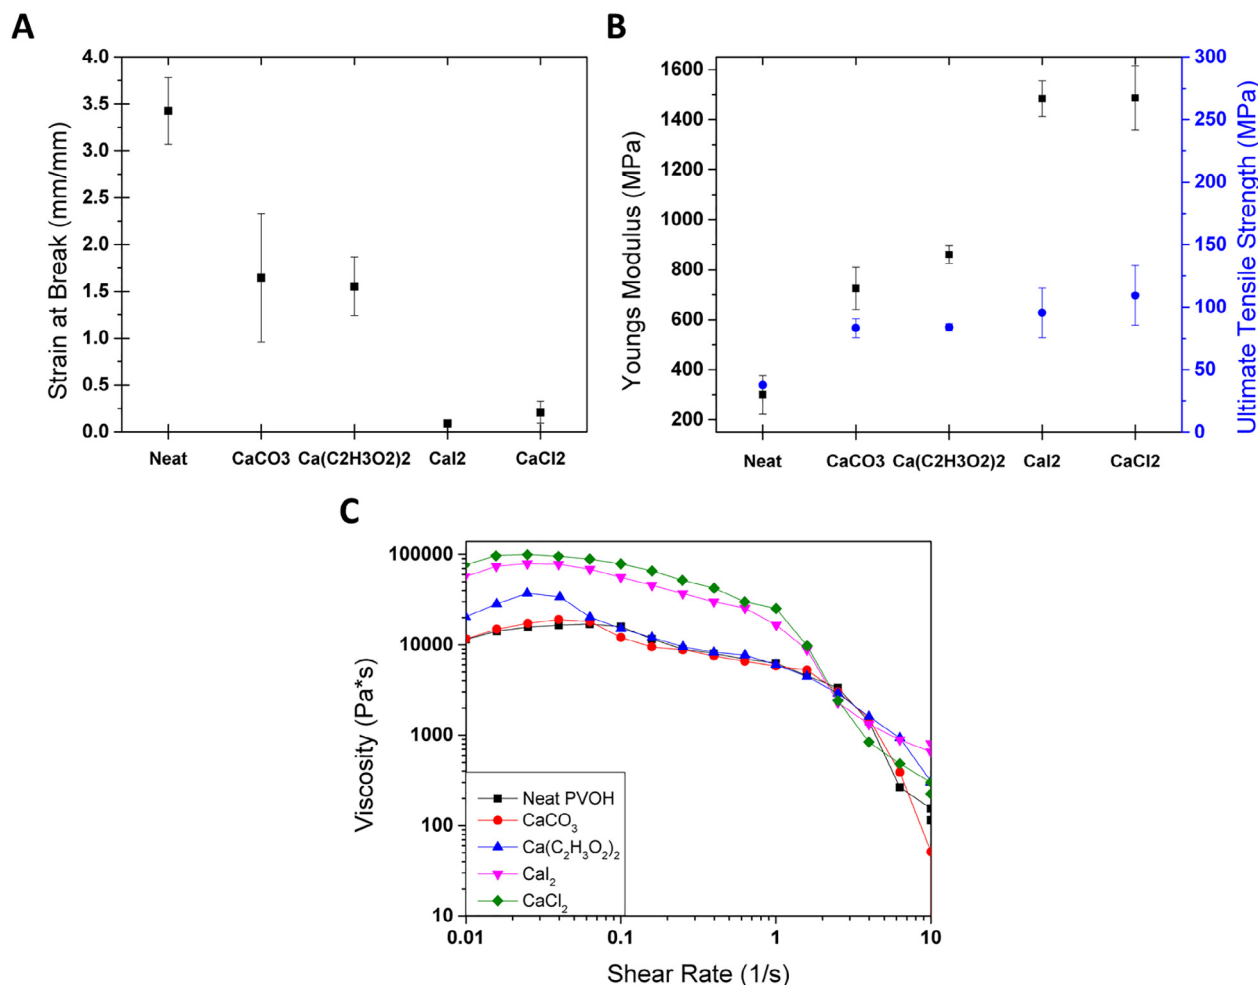 A
B
4.0
3.5
3.0
2.5
2.0
1.5
1.0
0.5
0.0
Strain at Break (mm/mm)
Neat CaCO3 Ca(C2H3O2)2 CaI2 CaCl2
1600
1400
1200
1000
800
600
400
200
Youngs Modulus (MPa)
300
250
200
150
100
50
0
Ultimate Tensile Strength (MPa)
Neat CaCO3 Ca(C2H3O2)2 CaI2 CaCl2
C
100000
10000
1000
100
10
Viscosity (Pa*s)
Neat PVOH
CaCO₃
Ca(C₂H₃O₂)₂
CaI₂
CaCl₂
0.01 0.1 1 10
Shear Rate (1/s)